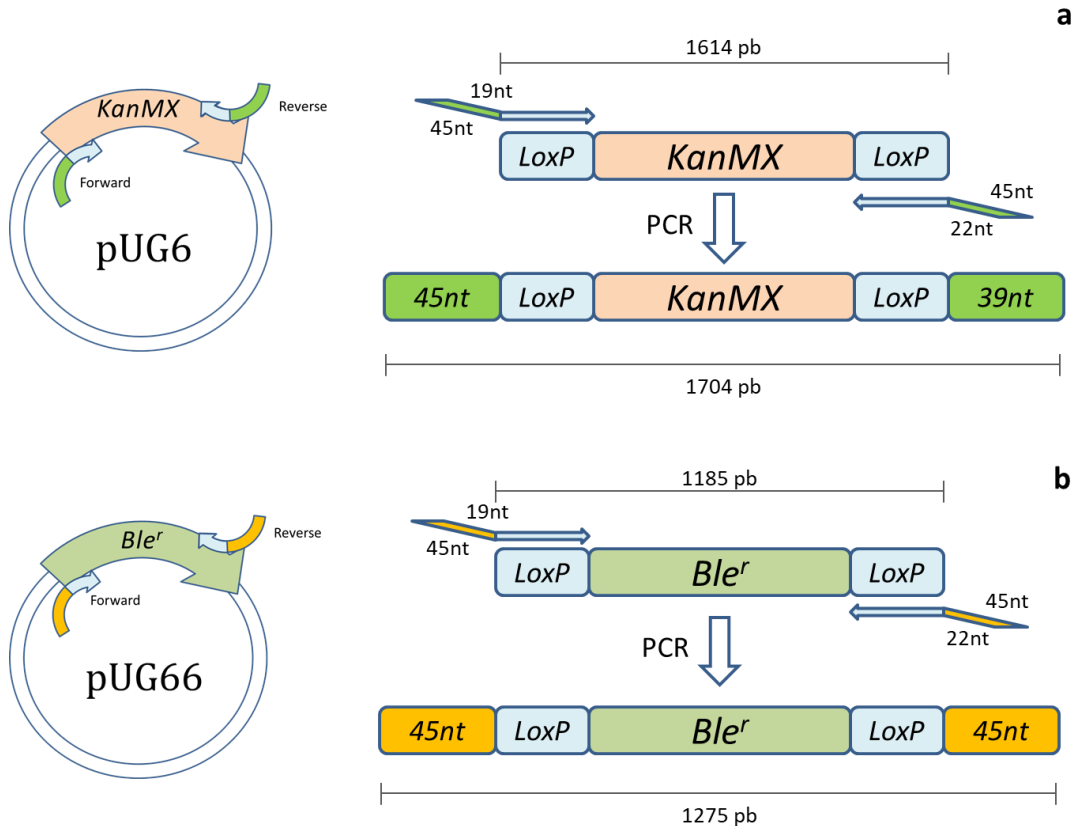 a
1614 pb
19nt
45nt
KanMX
Reverse
Forward
pUG6
LoxP KanMX LoxP
45nt
22nt
PCR
45nt LoxP KanMX LoxP 39nt
1704 pb
b
1185 pb
19nt
45nt
Bleʳ
Reverse
Forward
pUG66
LoxP Bleʳ LoxP
45nt
22nt
PCR
45nt LoxP Bleʳ LoxP 45nt
1275 pb